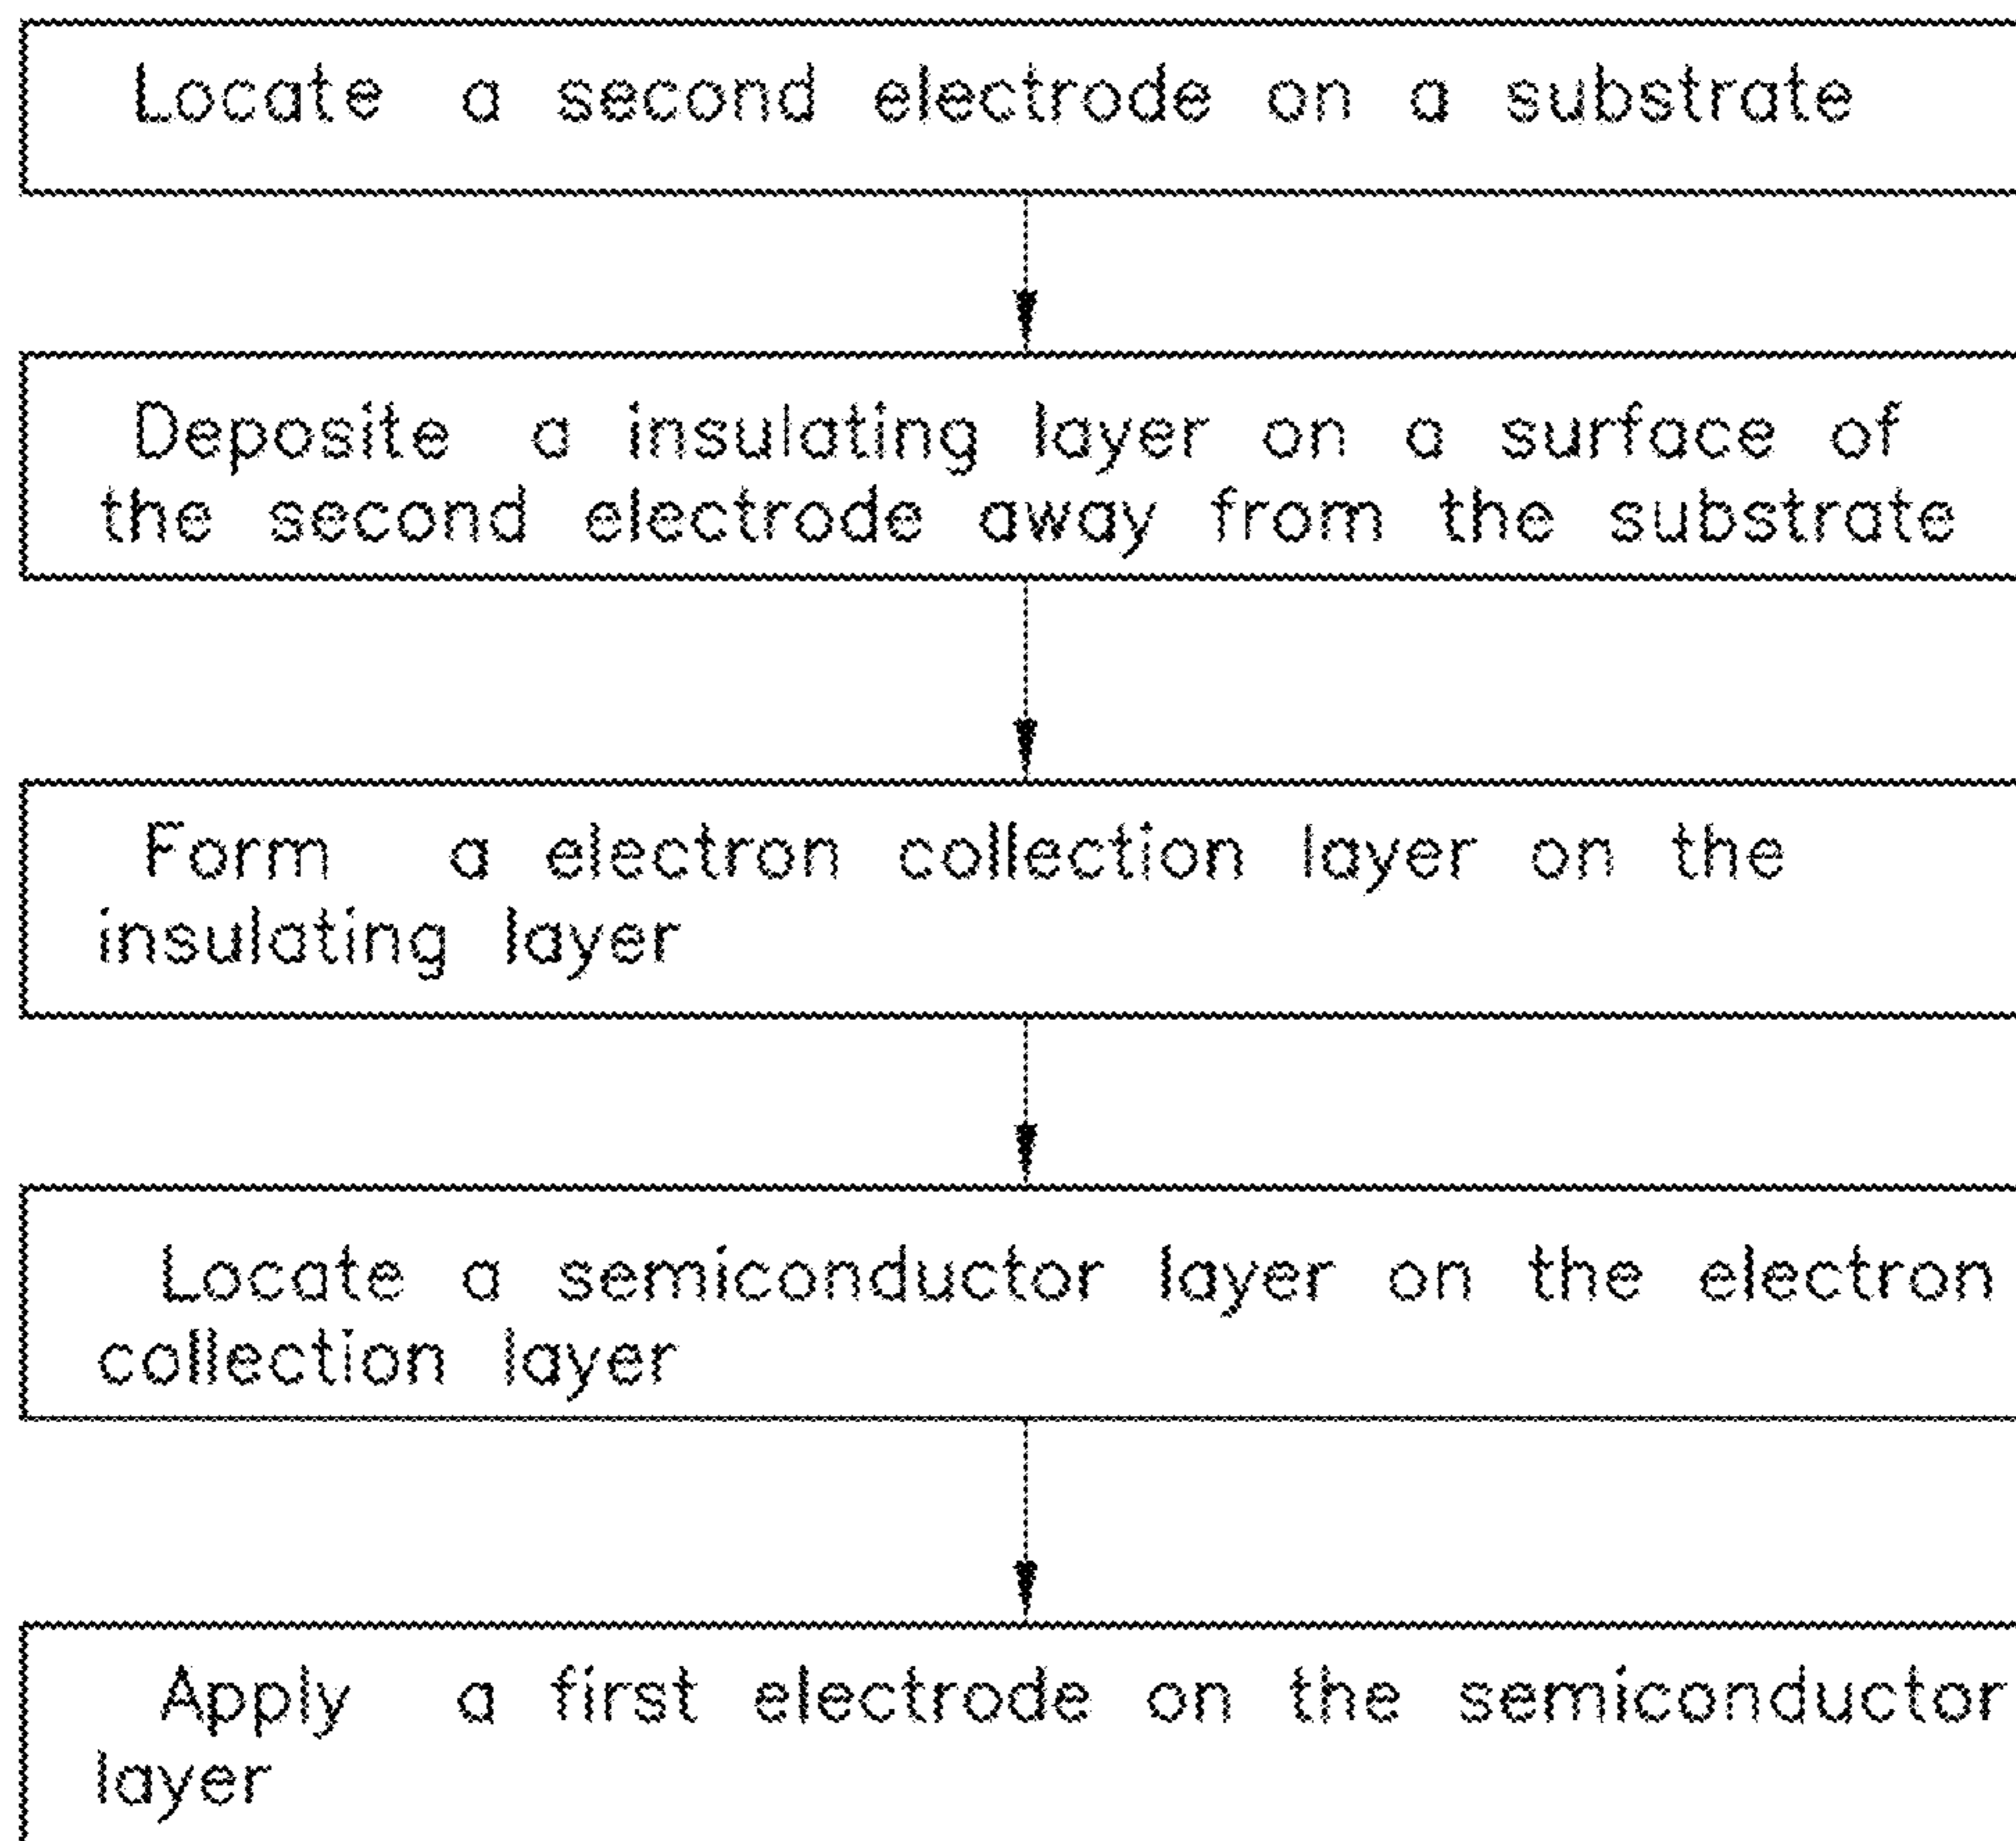 Locate a second electrode on a substrate
Deposite a insulating layer on a surface of
the second electrode away from the substrate
Form a electron collection layer on the
insulating layer
Locate a semiconductor layer on the electron
collection layer
Apply a first electrode on the semiconductor
layer